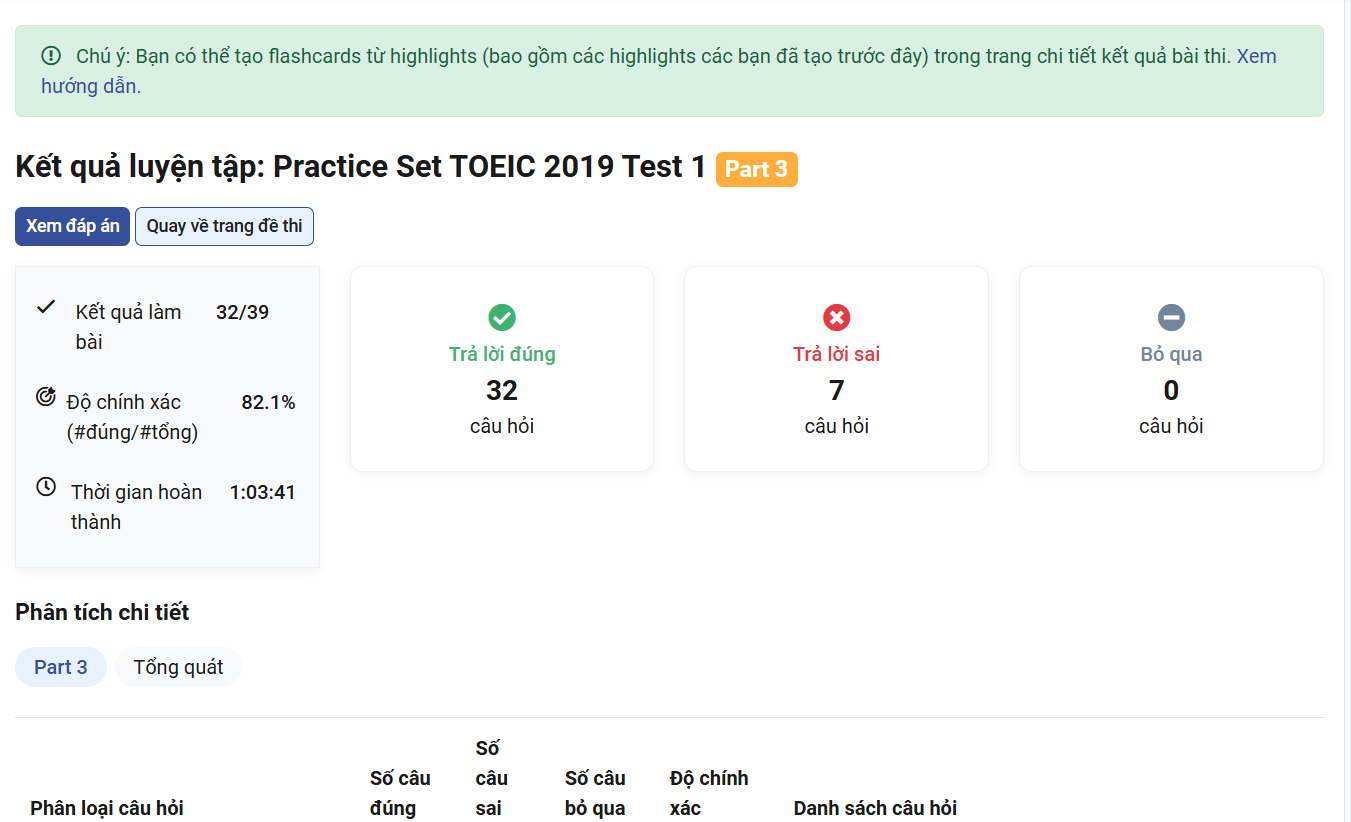 Chú ý: Bạn có thể tạo flashcards từ highlights (bao gồm các highlights các bạn đã tạo trước đây) trong trang chi tiết kết quả bài thi. Xem
hướng dẫn.
Kết quả luyện tập: Practice Set TOEIC 2019 Test 1 Part 3
Xem đáp án Quay về trang đề thi
Kết quả làm 32/39
bài
Độ chính xác 82.1%
(#đúng/#tổng)
Thời gian hoàn 1:03:41
thành
Trả lời đúng
32
câu hỏi
Trả lời sai
7
câu hỏi
Bỏ qua
0
câu hỏi
Phân tích chi tiết
Part 3 Tổng quát
Phân loại câu hỏi
Số câu
đúng
Số
câu
sai
Số câu
bỏ qua
Độ chính
xác
Danh sách câu hỏi